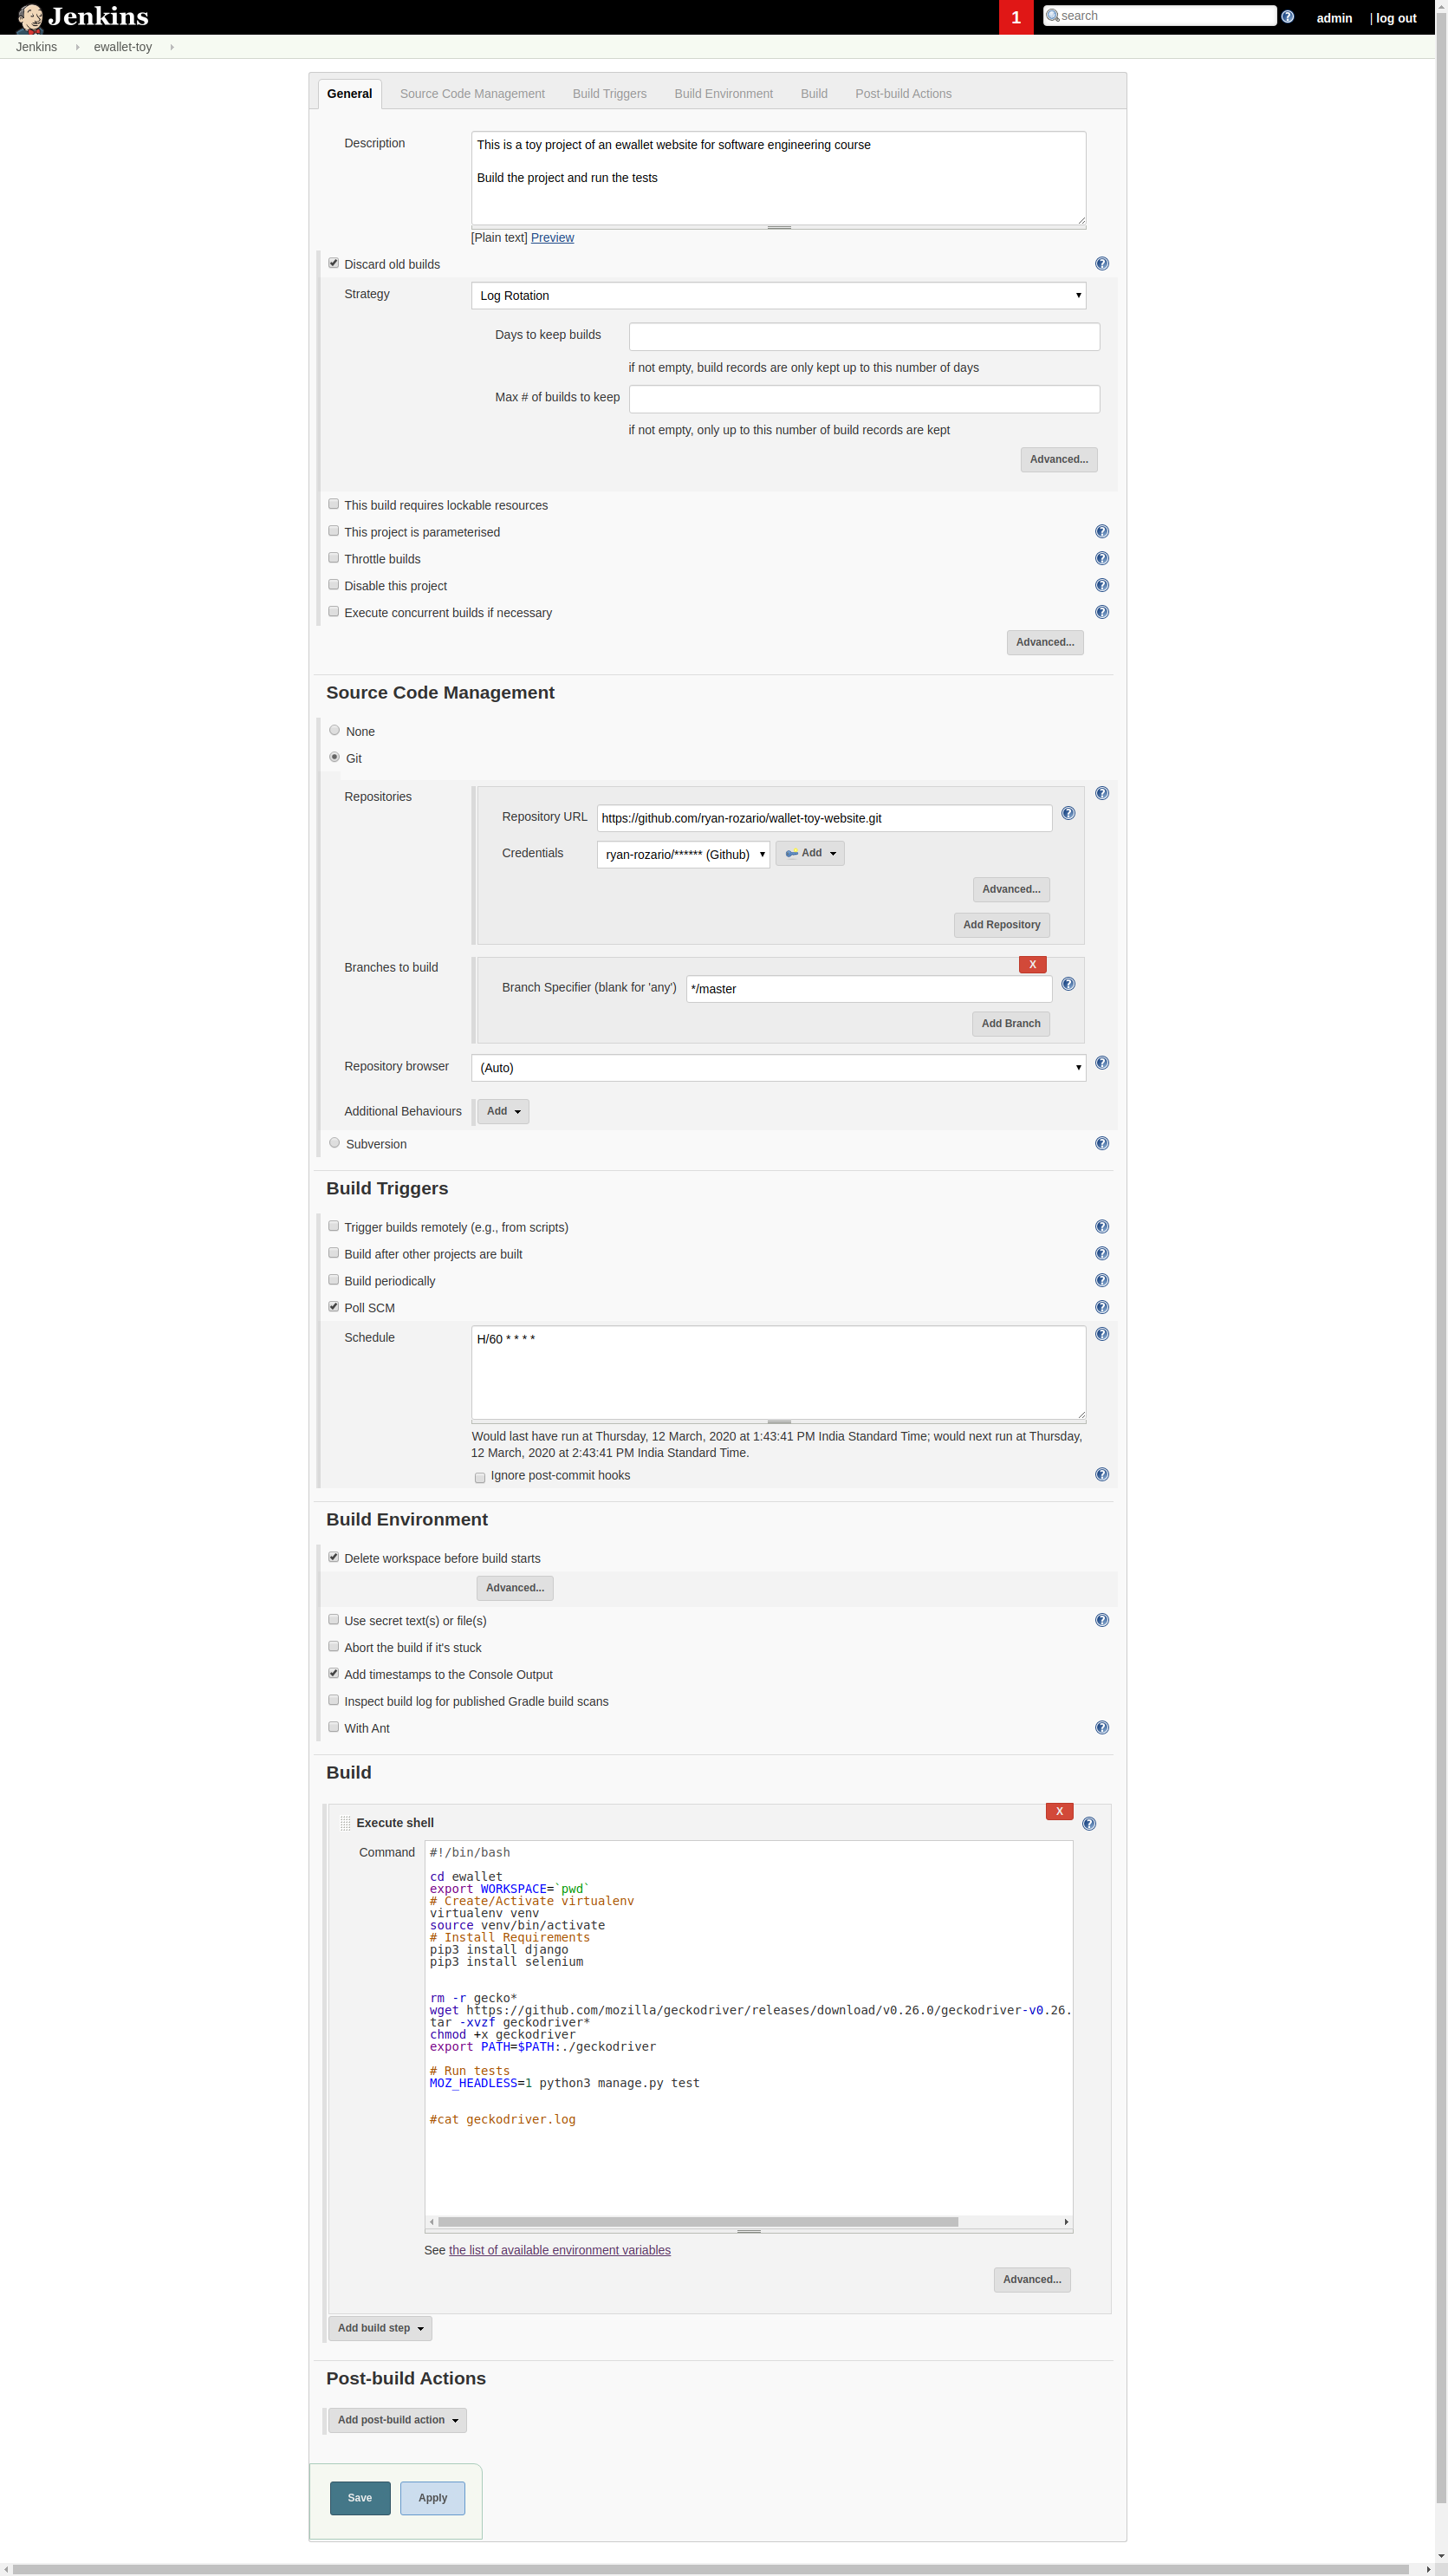 Jenkins
1
search
admin
| log out
Jenkins
ewallet-toy
General
Source Code Management
Build Triggers
Build Environment
Build
Post-build Actions
Description
This is a toy project of an ewallet website for software engineering course
Build the project and run the tests
[Plain text] Preview
Discard old builds
Strategy
Log Rotation
Days to keep builds
if not empty, build records are only kept up to this number of days
Max # of builds to keep
if not empty, only up to this number of build records are kept
Advanced...
This build requires lockable resources
This project is parameterised
Throttle builds
Disable this project
Execute concurrent builds if necessary
Advanced...
Source Code Management
None
Git
Repositories
Repository URL
https://github.com/ryan-rozario/wallet-toy-website.git
Credentials
ryan-rozario/****** (Github)
Add
Advanced...
Add Repository
Branches to build
X
Branch Specifier (blank for 'any')
*/master
Add Branch
Repository browser
(Auto)
Additional Behaviours
Add
Subversion
Build Triggers
Trigger builds remotely (e.g., from scripts)
Build after other projects are built
Build periodically
Poll SCM
Schedule
H/60 * * * *
Would last have run at Thursday, 12 March, 2020 at 1:43:41 PM India Standard Time; would next run at Thursday,
12 March, 2020 at 2:43:41 PM India Standard Time.
Ignore post-commit hooks
Build Environment
Delete workspace before build starts
Advanced...
Use secret text(s) or file(s)
Abort the build if it's stuck
Add timestamps to the Console Output
Inspect build log for published Gradle build scans
With Ant
Build
X
Execute shell
Command
#!/bin/bash
cd ewallet
export WORKSPACE=`pwd`
# Create/Activate virtualenv
virtualenv venv
source venv/bin/activate
# Install Requirements
pip3 install django
pip3 install selenium
rm -r gecko*
wget https://github.com/mozilla/geckodriver/releases/download/v0.26.0/geckodriver-v0.26.
tar -xvzf geckodriver*
chmod +x geckodriver
export PATH=$PATH:./geckodriver
# Run tests
MOZ_HEADLESS=1 python3 manage.py test
#cat geckodriver.log
See the list of available environment variables
Advanced...
Add build step
Post-build Actions
Add post-build action
Save
Apply